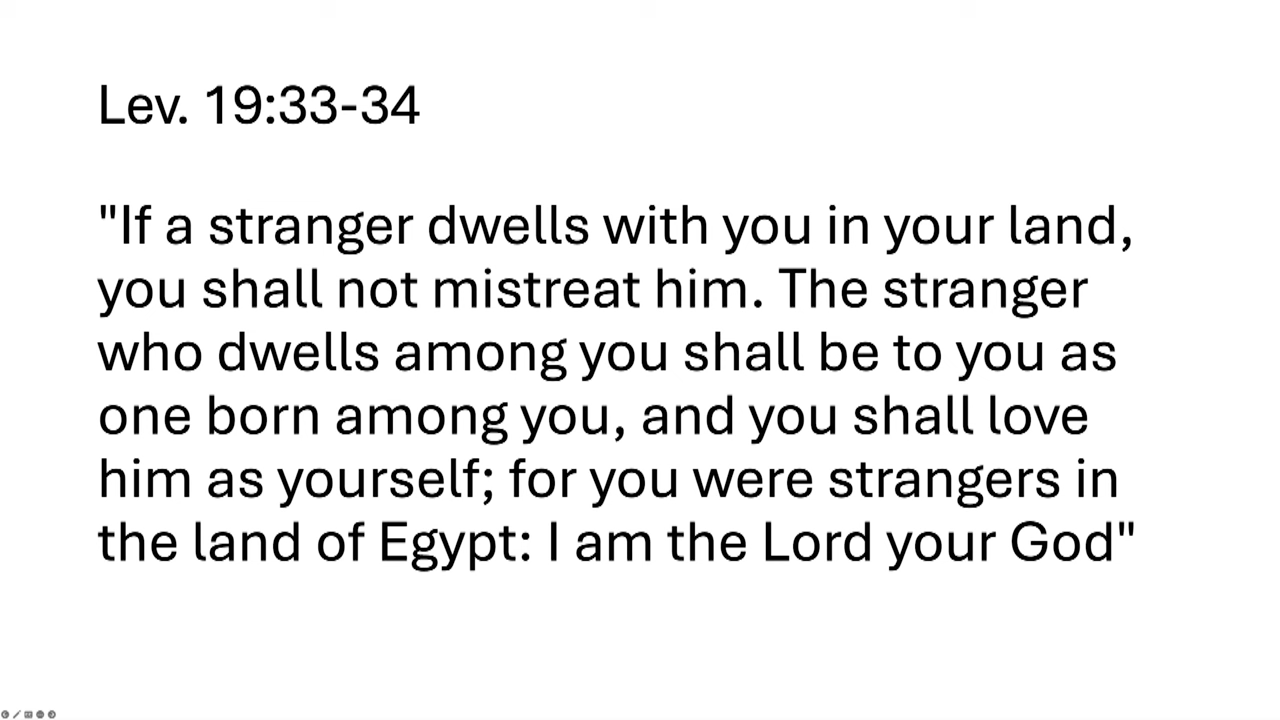 Lev. 19:33-34
"If a stranger dwells with you in your land,
you shall not mistreat him. The stranger
who dwells among you shall be to you as
one born among you, and you shall love
him as yourself; for you were strangers in
the land of Egypt: I am the Lord your God"